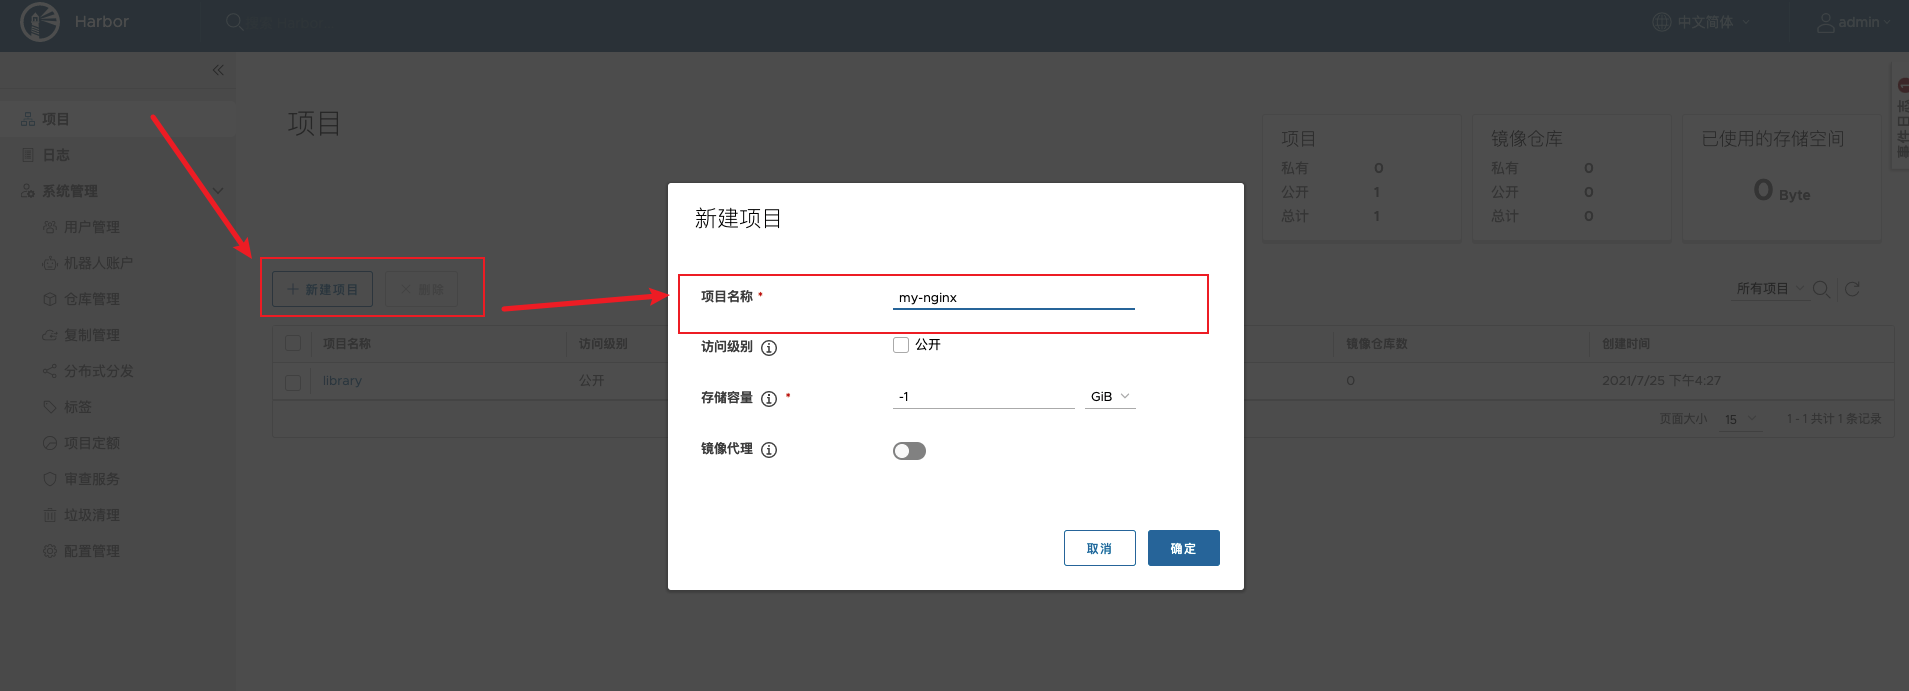 Harbor
中文简体
admin
项目
日志
系统管理
用户管理
机器人账户
仓库管理
复制管理
分布式分发
标签
项目定额
审查服务
垃圾清理
配置管理
项目
项目
私有 0
公开 1
总计 1
镜像仓库
私有 0
公开 0
总计 0
已使用的存储空间
0 Byte
新建项目
删除
所有项目
项目名称 访问级别 镜像仓库数 创建时间
library 公开 0 2021/7/25 下午4:27
页面大小 15 1 - 1 共计 1 条记录
新建项目
项目名称 * my-nginx
访问级别 公开
存储容量 * -1 GiB
镜像代理
取消 确定